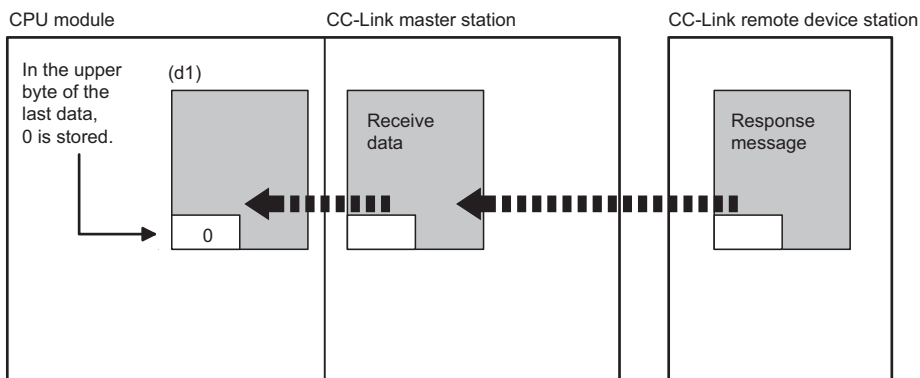 CPU module
CC-Link master station
CC-Link remote device station
In the upper
byte of the
last data,
0 is stored.
(d1)
0
Receive
data
Response
message